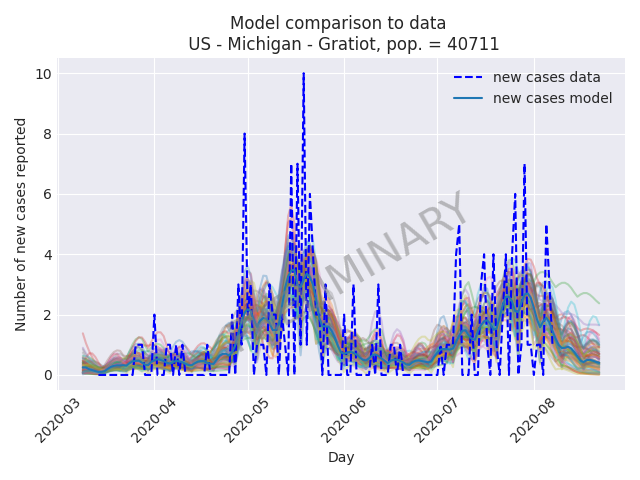 Model comparison to data
US - Michigan - Gratiot, pop. = 40711
Number of new cases reported
10
8
6
4
2
0
new cases data
new cases model
MINARY
2020-03
2020-04
2020-05
2020-06
2020-07
2020-08
Day